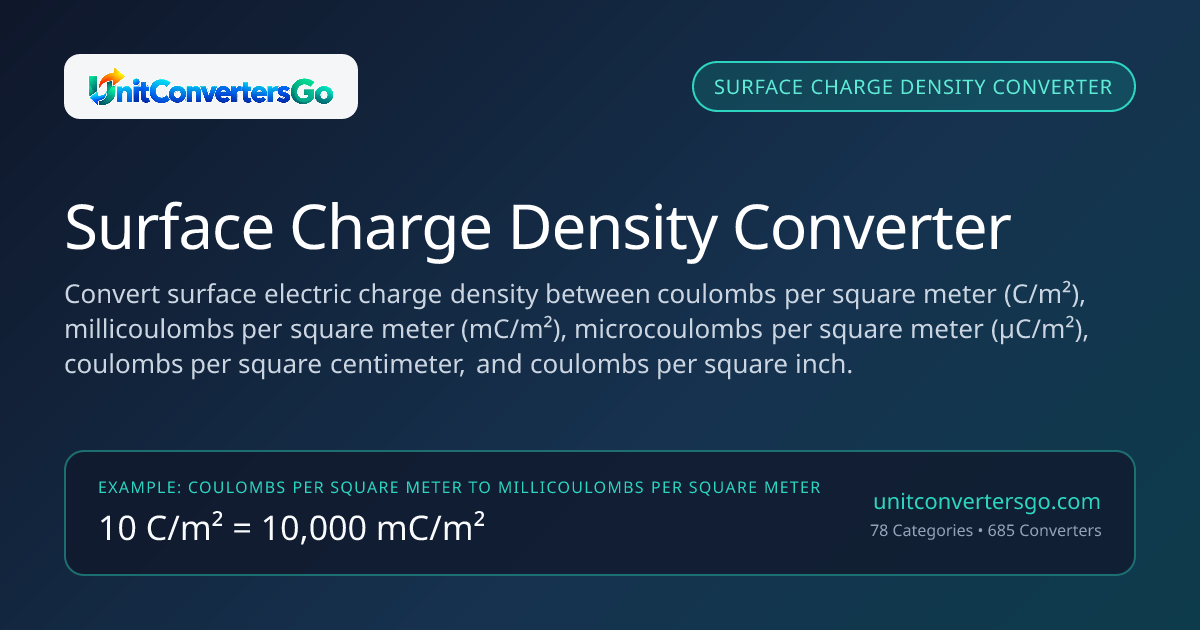 UnitConvertersGo
SURFACE CHARGE DENSITY CONVERTER
Surface Charge Density Converter
Convert surface electric charge density between coulombs per square meter (C/m²),
millicoulombs per square meter (mC/m²), microcoulombs per square meter (μC/m²),
coulombs per square centimeter, and coulombs per square inch.
EXAMPLE: COULOMBS PER SQUARE METER TO MILLICOULOMBS PER SQUARE METER
10 C/m² = 10,000 mC/m²
unitconvertersgo.com
78 Categories • 685 Converters